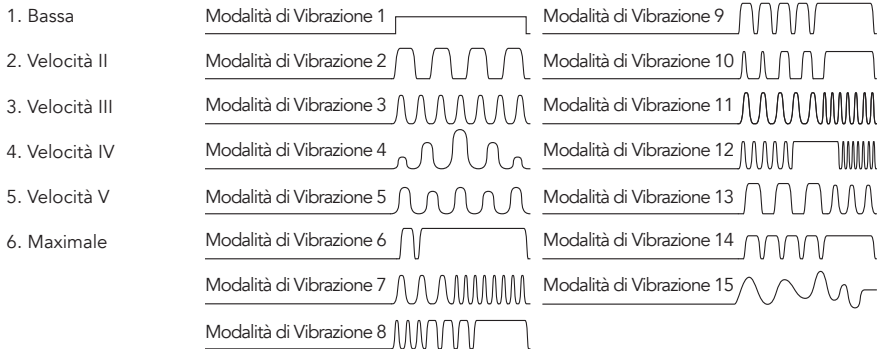 1. Bassa
2. Velocità II
3. Velocità III
4. Velocità IV
5. Velocità V
6. Maximale
Modalità di Vibrazione 1
Modalità di Vibrazione 2
Modalità di Vibrazione 3
Modalità di Vibrazione 4
Modalità di Vibrazione 5
Modalità di Vibrazione 6
Modalità di Vibrazione 7
Modalità di Vibrazione 8
Modalità di Vibrazione 9
Modalità di Vibrazione 10
Modalità di Vibrazione 11
Modalità di Vibrazione 12
Modalità di Vibrazione 13
Modalità di Vibrazione 14
Modalità di Vibrazione 15